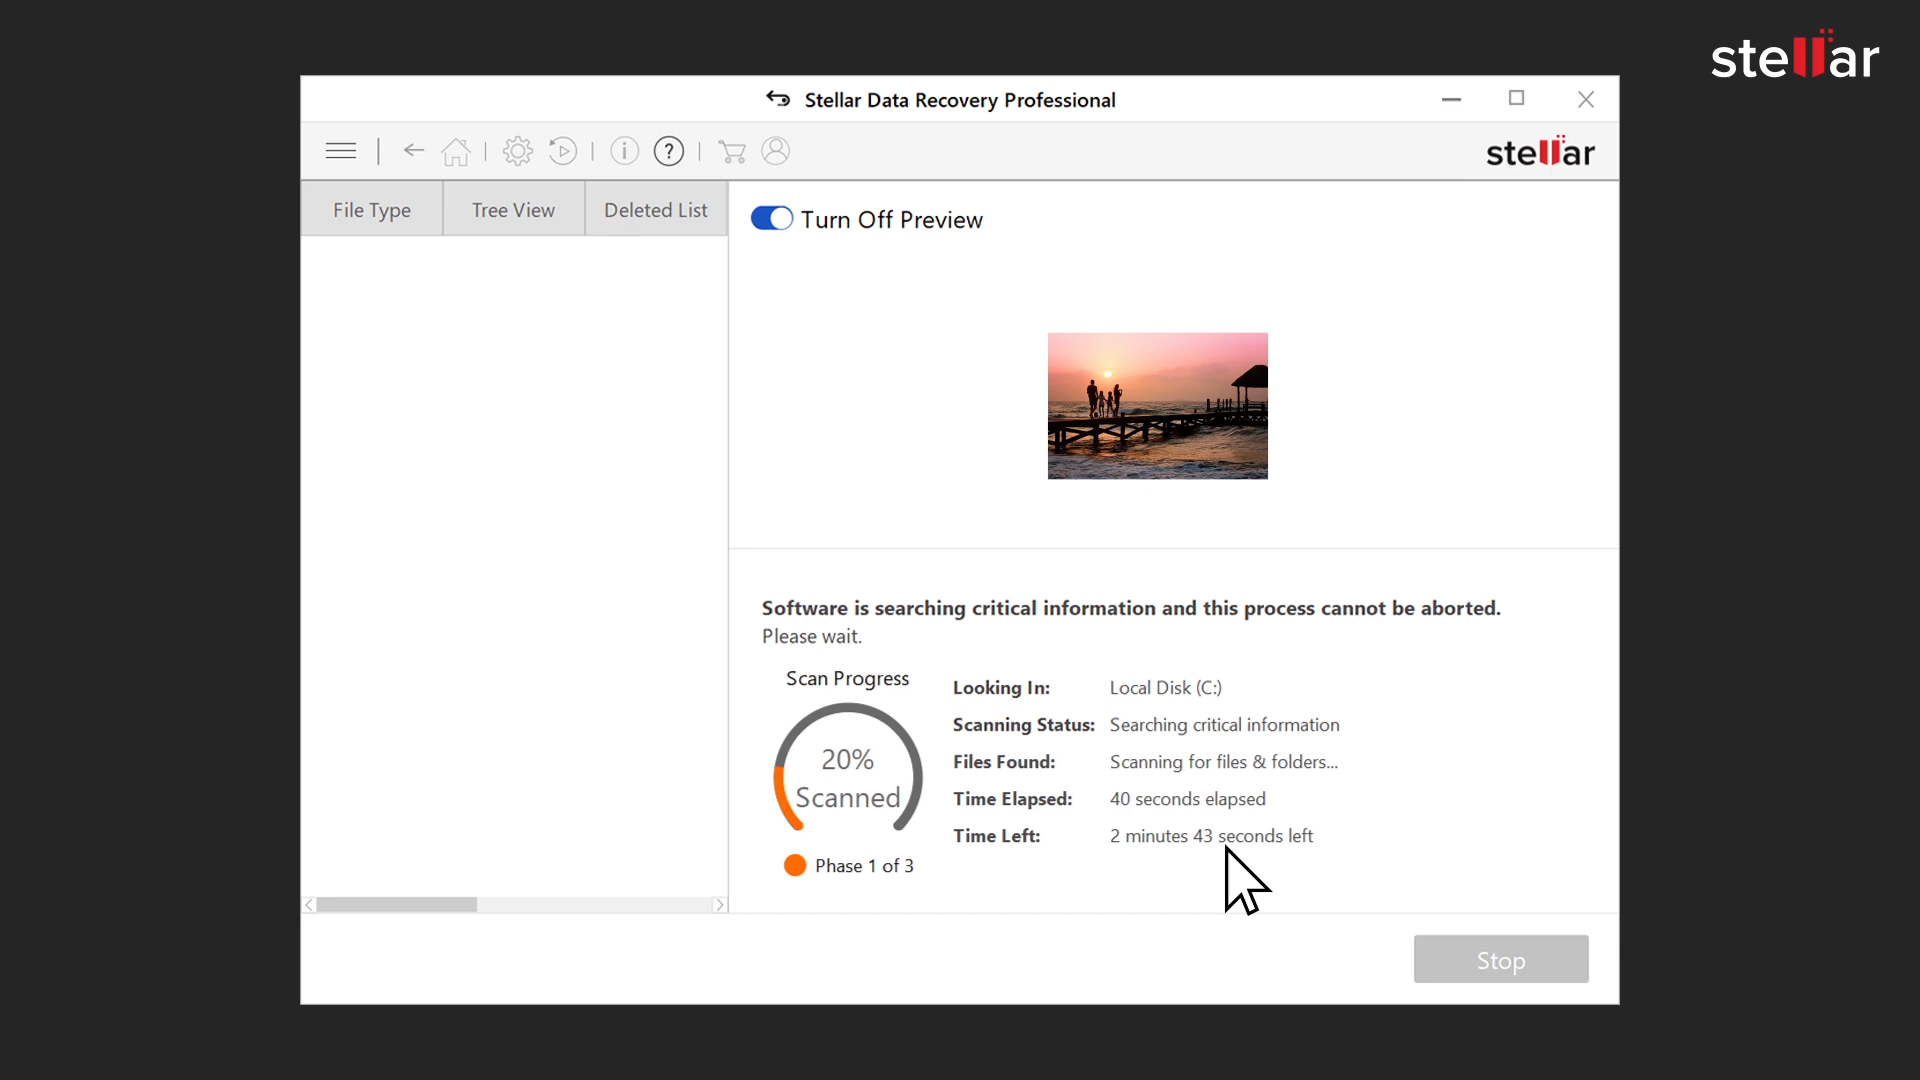 stellar
Stellar Data Recovery Professional
stellar
File Type
Tree View
Deleted List
Turn Off Preview
Software is searching critical information and this process cannot be aborted.
Please wait.
Scan Progress
20%
Scanned
Phase 1 of 3
Looking In: Local Disk (C:)
Scanning Status: Searching critical information
Files Found: Scanning for files & folders...
Time Elapsed: 40 seconds elapsed
Time Left: 2 minutes 43 seconds left
Stop